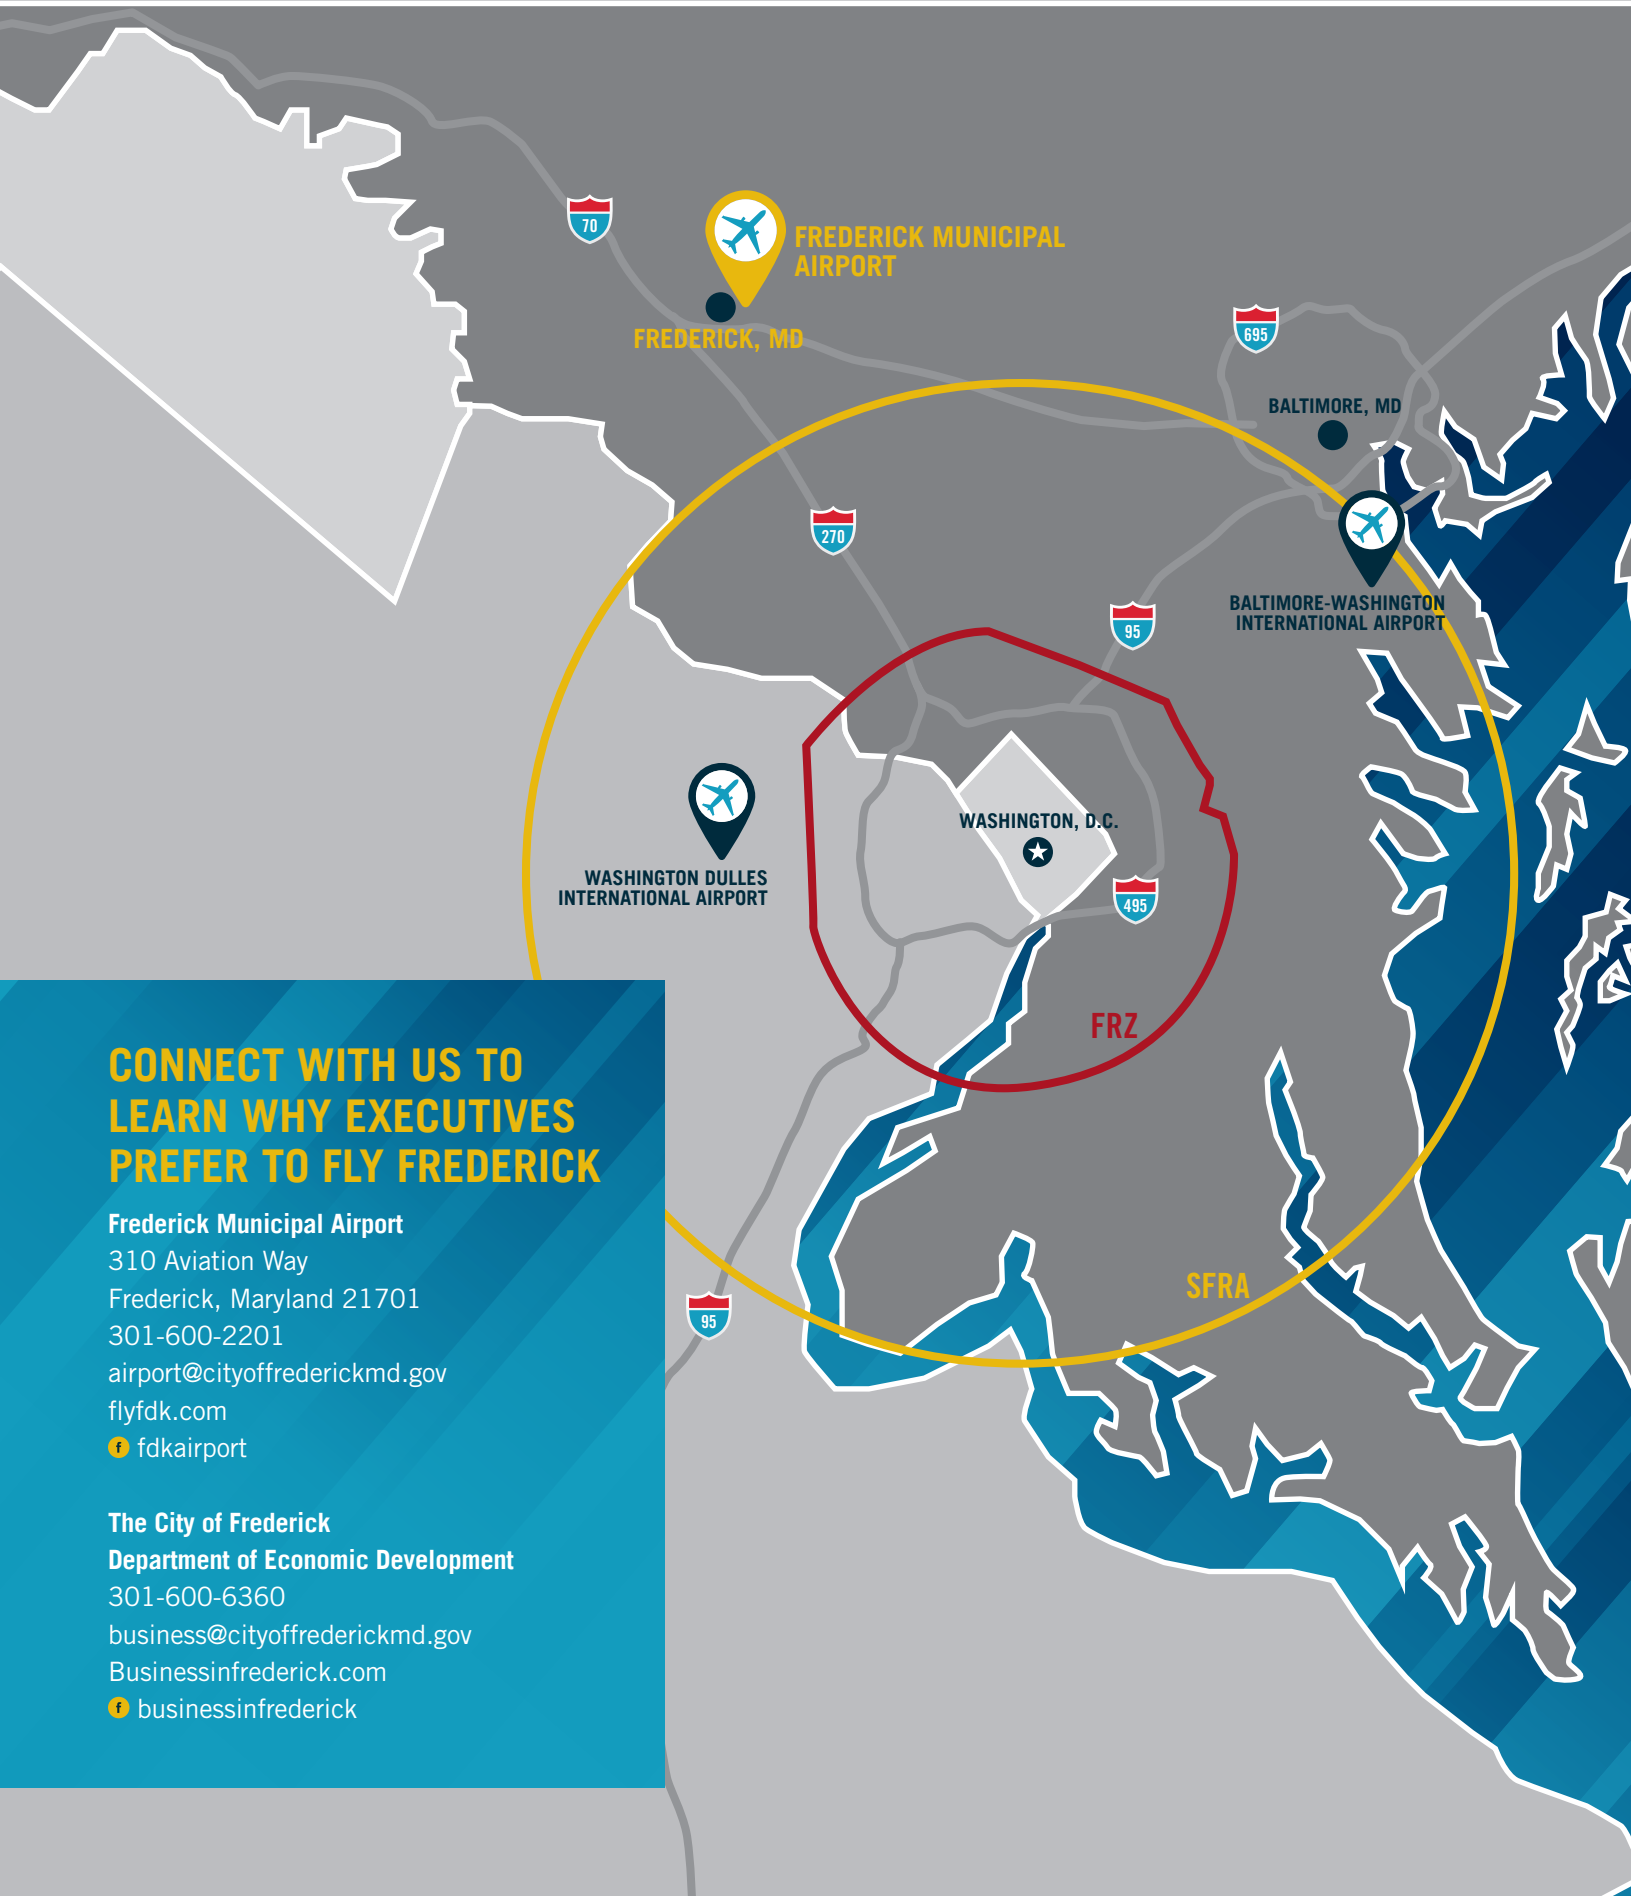 70
FREDERICK MUNICIPAL
AIRPORT
FREDERICK, MD
695
BALTIMORE, MD
270
BALTIMORE-WASHINGTON
INTERNATIONAL AIRPORT
95
WASHINGTON, D.C.
WASHINGTON DULLES
INTERNATIONAL AIRPORT
495
FRZ
SFRA
95
CONNECT WITH US TO
LEARN WHY EXECUTIVES
PREFER TO FLY FREDERICK
Frederick Municipal Airport
310 Aviation Way
Frederick, Maryland 21701
301-600-2201
airport@cityoffrederickmd.gov
flyfdk.com
f fdkairport
The City of Frederick
Department of Economic Development
301-600-6360
business@cityoffrederickmd.gov
Businessinfrederick.com
f businessinfrederick